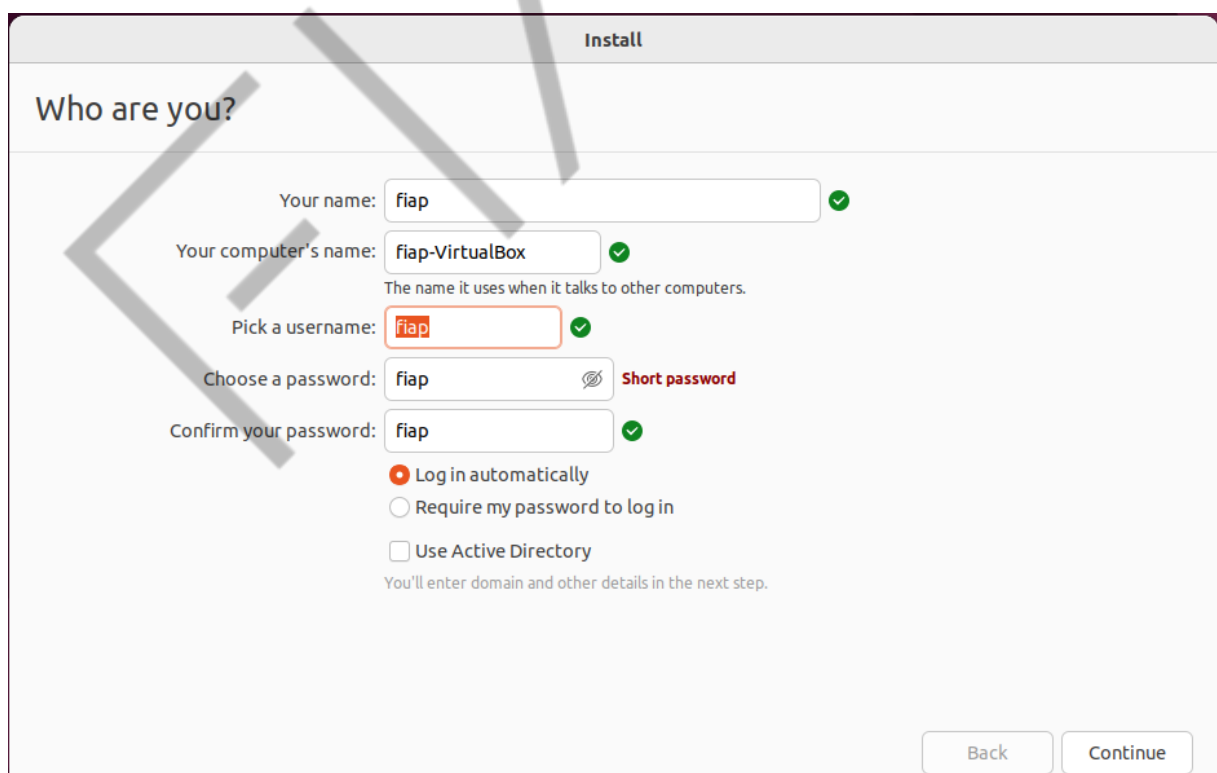 Install
Who are you?
Your name: fiap
Your computer's name: fiap-VirtualBox
The name it uses when it talks to other computers.
Pick a username: fiap
Choose a password: fiap Short password
Confirm your password: fiap
Log in automatically
Require my password to log in
Use Active Directory
You'll enter domain and other details in the next step.
Back Continue